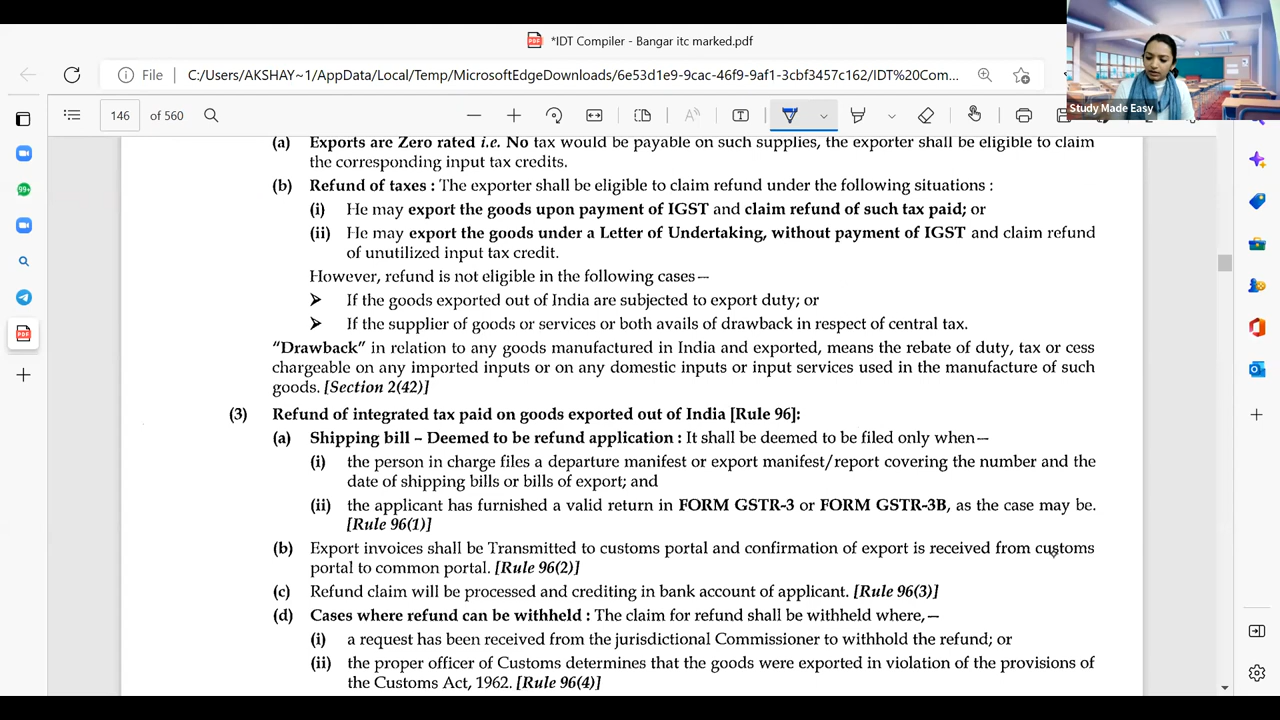 *IDT Compiler - Bangar itc marked.pdf
File C:/Users/AKSHAY~1/AppData/Local/Temp/MicrosoftEdgeDownloads/6e53d1e9-9cac-46f9-9af1-3cbf3457c162/IDT%20Com...
Study Made Easy
146 of 560
99+
(a) Exports are Zero rated i.e. No tax would be payable on such supplies, the exporter shall be eligible to claim
the corresponding input tax credits.
(b) Refund of taxes : The exporter shall be eligible to claim refund under the following situations :
(i) He may export the goods upon payment of IGST and claim refund of such tax paid; or
(ii) He may export the goods under a Letter of Undertaking, without payment of IGST and claim refund
of unutilized input tax credit.
However, refund is not eligible in the following cases—
➢ If the goods exported out of India are subjected to export duty; or
➢ If the supplier of goods or services or both avails of drawback in respect of central tax.
“Drawback” in relation to any goods manufactured in India and exported, means the rebate of duty, tax or cess
chargeable on any imported inputs or on any domestic inputs or input services used in the manufacture of such
goods. [Section 2(42)]
(3) Refund of integrated tax paid on goods exported out of India [Rule 96]:
(a) Shipping bill – Deemed to be refund application : It shall be deemed to be filed only when—
(i) the person in charge files a departure manifest or export manifest/report covering the number and the
date of shipping bills or bills of export; and
(ii) the applicant has furnished a valid return in FORM GSTR-3 or FORM GSTR-3B, as the case may be.
[Rule 96(1)]
(b) Export invoices shall be Transmitted to customs portal and confirmation of export is received from customs
portal to common portal. [Rule 96(2)]
(c) Refund claim will be processed and crediting in bank account of applicant. [Rule 96(3)]
(d) Cases where refund can be withheld : The claim for refund shall be withheld where,—
(i) a request has been received from the jurisdictional Commissioner to withhold the refund; or
(ii) the proper officer of Customs determines that the goods were exported in violation of the provisions of
the Customs Act, 1962. [Rule 96(4)]